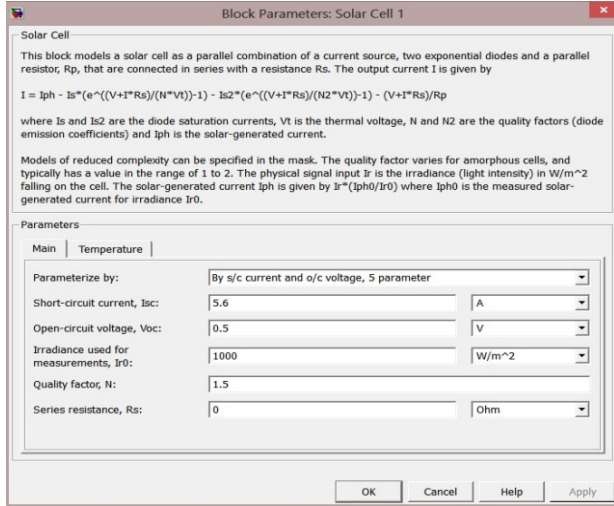 Block Parameters: Solar Cell 1
Solar Cell
This block models a solar cell as a parallel combination of a current source, two exponential diodes and a parallel
resistor, Rp, that are connected in series with a resistance Rs. The output current I is given by
I = Iph - Is*(e^((V+I*Rs)/(N*Vt))-1) - Is2*(e^((V+I*Rs)/(N2*Vt))-1) - (V+I*Rs)/Rp
where Is and Is2 are the diode saturation currents, Vt is the thermal voltage, N and N2 are the quality factors (diode
emission coefficients) and Iph is the solar-generated current.
Models of reduced complexity can be specified in the mask. The quality factor varies for amorphous cells, and
typically has a value in the range of 1 to 2. The physical signal input Ir is the irradiance (light intensity) in W/m^2
falling on the cell. The solar-generated current Iph is given by Ir*(Iph0/Ir0) where Iph0 is the measured solar-
generated current for irradiance Ir0.
Parameters
Main Temperature
Parameterize by: By s/c current and o/c voltage, 5 parameter
Short-circuit current, Isc: 5.6 A
Open-circuit voltage, Voc: 0.5 V
Irradiance used for
measurements, Ir0: 1000 W/m^2
Quality factor, N: 1.5
Series resistance, Rs: 0 Ohm
OK Cancel Help Apply